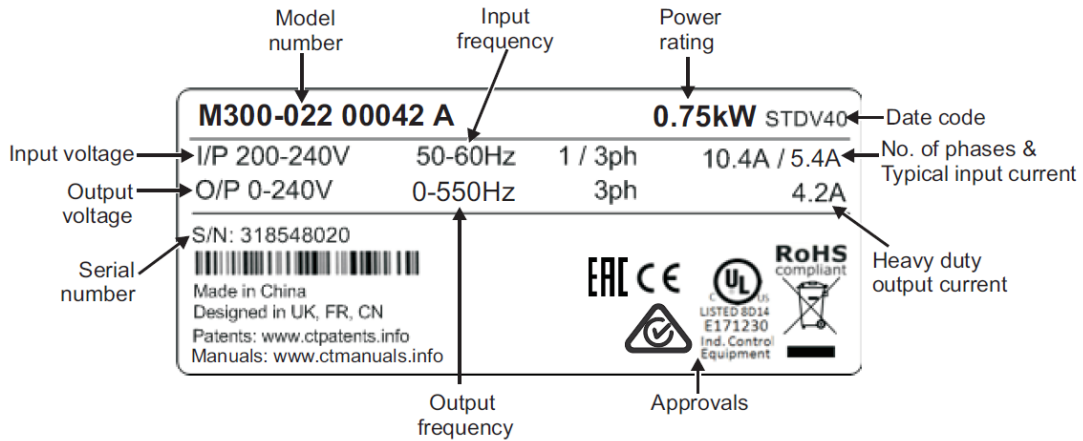 Model
number
Input
frequency
Power
rating
M300-022 00042 A 0.75kW STDV40
Date code
Input voltage
I/P 200-240V 50-60Hz 1 / 3ph 10.4A / 5.4A
No. of phases &
Typical input current
Output
voltage
O/P 0-240V 0-550Hz 3ph 4.2A
Heavy duty
output current
Serial
number
S/N: 318548020
Made in China
Designed in UK, FR, CN
Patents: www.ctpatents.info
Manuals: www.ctmanuals.info
EAC CE
C UL US
LISTED 8D14
E171230
Ind. Control
Equipment
RoHS
compliant
Output
frequency
Approvals